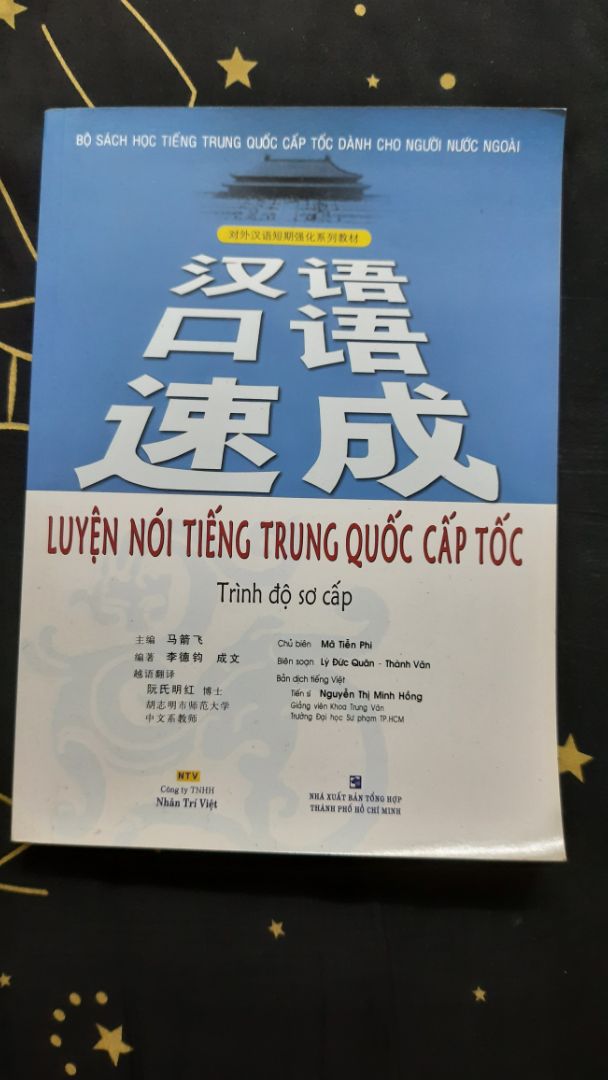 BỘ SÁCH HỌC TIẾNG TRUNG QUỐC CẤP TỐC DÀNH CHO NGƯỜI NƯỚC NGOÀI
对外汉语短期强化系列教材
汉语
口语
速成
LUYỆN NÓI TIẾNG TRUNG QUỐC CẤP TỐC
Trình độ sơ cấp
主编 马箭飞
编著 李德钧 成文
越语翻译
阮氏明红 博士
胡志明市师范大学
中文系教师
Chủ biên Mã Tiễn Phi
Biên soạn Lý Đức Quân - Thành Văn
Bản dịch tiếng Việt
Tiến sĩ Nguyễn Thị Minh Hồng
Giảng viên Khoa Trung Văn
Trường Đại học Sư phạm TP.HCM
NTV
Công ty TNHH
Nhân Trí Việt
NHÀ XUẤT BẢN TỔNG HỢP
THÀNH PHỐ HỒ CHÍ MINH